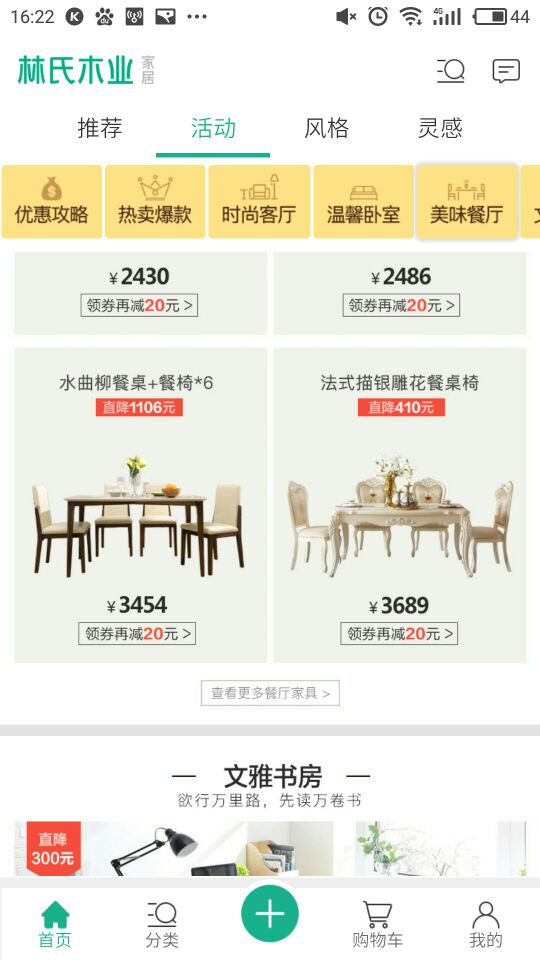 16:22 4G 44
林氏木业 家居
推荐 活动 风格 灵感
优惠攻略 热卖爆款 时尚客厅 温馨卧室 美味餐厅
¥2430 ¥2486
领券再减20元 > 领券再减20元 >
水曲柳餐桌+餐椅*6 法式描银雕花餐桌椅
直降1106元 直降410元
¥3454 ¥3689
领券再减20元 > 领券再减20元 >
查看更多餐厅家具 >
文雅书房
欲行万里路，先读万卷书
直降
300元
首页 分类 购物车 我的